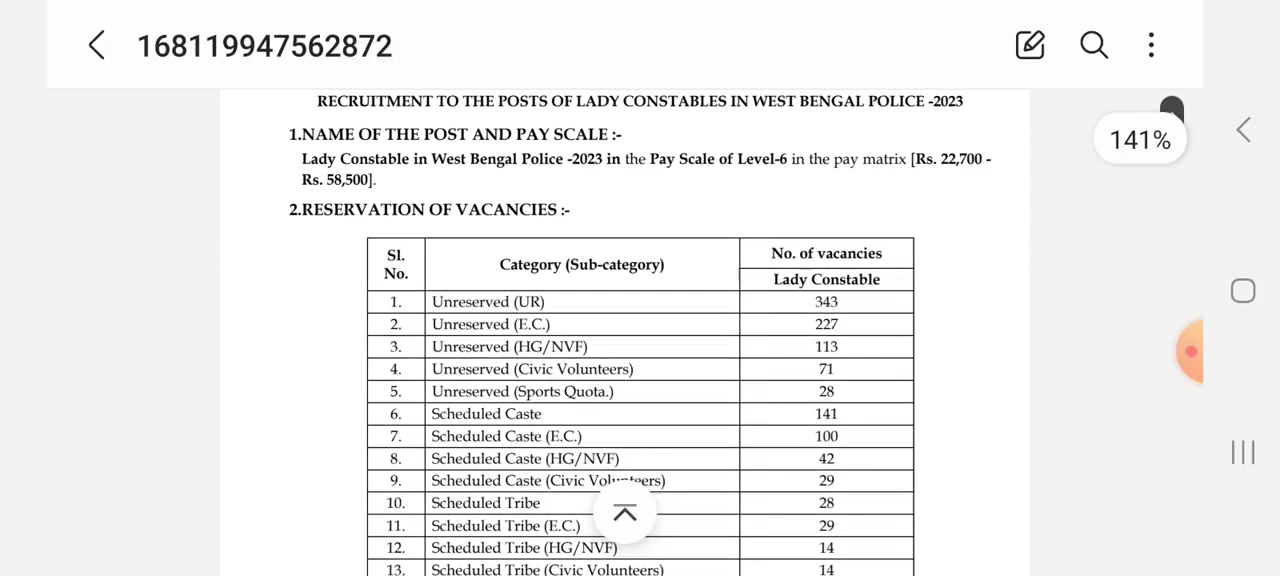 168119947562872
141%
RECRUITMENT TO THE POSTS OF LADY CONSTABLES IN WEST BENGAL POLICE -2023
1.NAME OF THE POST AND PAY SCALE :-
Lady Constable in West Bengal Police -2023 in the Pay Scale of Level-6 in the pay matrix [Rs. 22,700 -
Rs. 58,500].
2.RESERVATION OF VACANCIES :-
Sl. No. Category (Sub-category) No. of vacancies
Lady Constable
1. Unreserved (UR) 343
2. Unreserved (E.C.) 227
3. Unreserved (HG/NVF) 113
4. Unreserved (Civic Volunteers) 71
5. Unreserved (Sports Quota.) 28
6. Scheduled Caste 141
7. Scheduled Caste (E.C.) 100
8. Scheduled Caste (HG/NVF) 42
9. Scheduled Caste (Civic Volunteers) 29
10. Scheduled Tribe 28
11. Scheduled Tribe (E.C.) 29
12. Scheduled Tribe (HG/NVF) 14
13. Scheduled Tribe (Civic Volunteers) 14